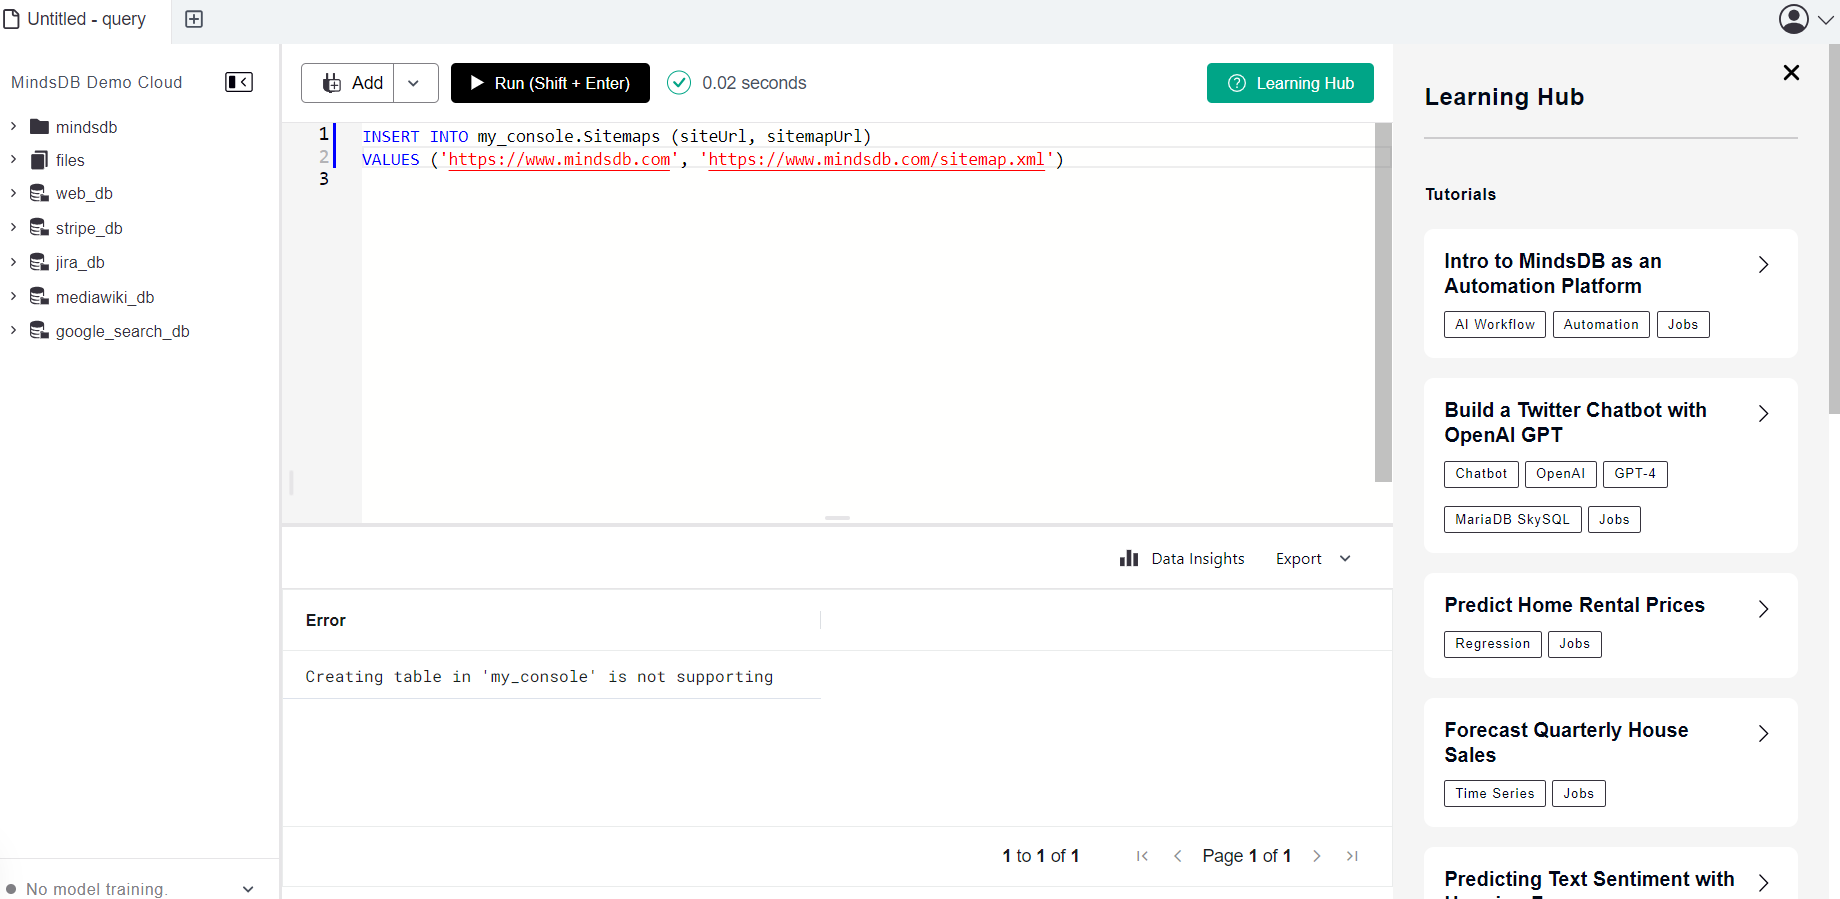 Untitled - query
MindsDB Demo Cloud
mindsdb
files
web_db
stripe_db
jira_db
mediawiki_db
google_search_db
No model training.
Add
Run (Shift + Enter)
0.02 seconds
Learning Hub
1 INSERT INTO my_console.Sitemaps (siteUrl, sitemapUrl)
2 VALUES ('https://www.mindsdb.com', 'https://www.mindsdb.com/sitemap.xml')
3
Data Insights
Export
Error
Creating table in 'my_console' is not supporting
1 to 1 of 1
Page 1 of 1
Learning Hub
Tutorials
Intro to MindsDB as an
Automation Platform
AI Workflow Automation Jobs
Build a Twitter Chatbot with
OpenAI GPT
Chatbot OpenAI GPT-4
MariaDB SkySQL Jobs
Predict Home Rental Prices
Regression Jobs
Forecast Quarterly House
Sales
Time Series Jobs
Predicting Text Sentiment with